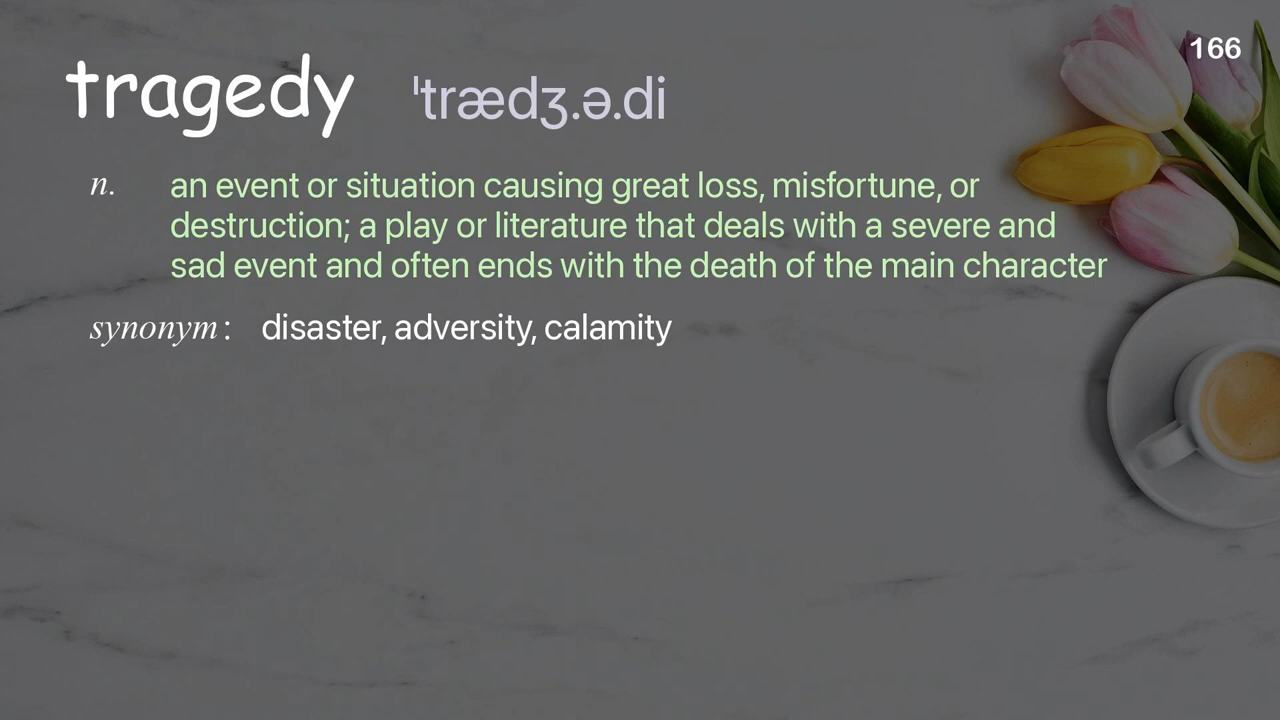 166
tragedy ˈtrædʒ.ə.di
n. an event or situation causing great loss, misfortune, or
destruction; a play or literature that deals with a severe and
sad event and often ends with the death of the main character
synonym: disaster, adversity, calamity